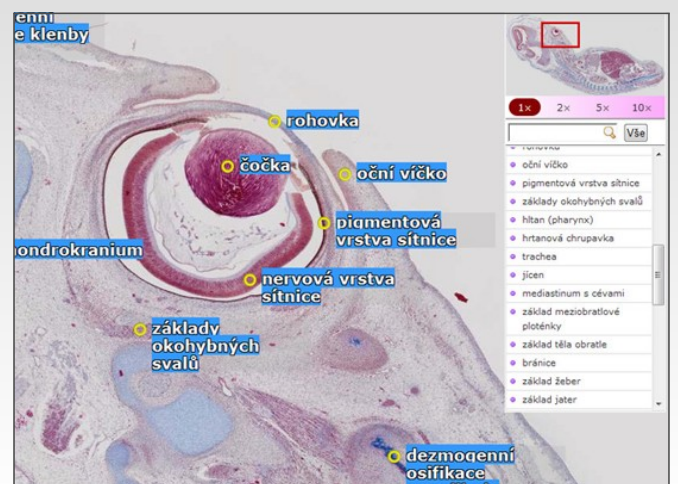 enní
e klenby
rohovka
čočka
oční víčko
pigmentová
vrstva sítnice
ondrokranium
nervová vrstva
sítnice
základy
okohybných
svalů
dezmogenní
osifikace
1×
2×
5×
10×
Vše
rohovka
oční víčko
pigmentová vrstva sítnice
základy okohybných svalů
hltan (pharynx)
hrtanová chrupavka
trachea
jícen
mediastinum s cévami
základ meziobratlové
ploténky
základ těla obratle
bránice
základ žeber
základ jater